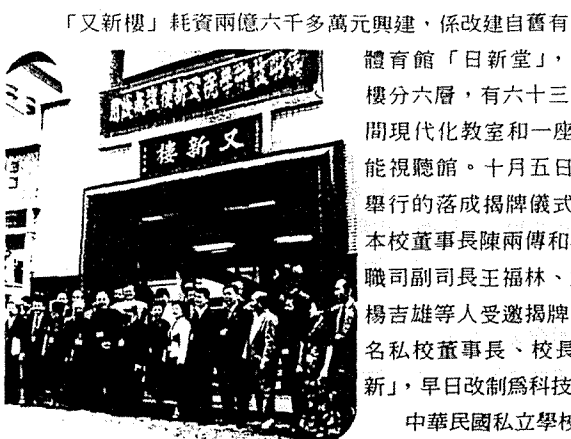 「又新樓」耗資兩億六千多萬元興建，係改建自舊有
體育館「日新堂」，
樓分六層，有六十三
間現代化教室和一座
能視聽館。十月五日
舉行的落成揭牌儀式
本校董事長陳兩傳和
職司副司長王福林、
楊吉雄等人受邀揭牌
名私校董事長、校長
新」，早日改制爲科技
中華民國私立學校
又新樓